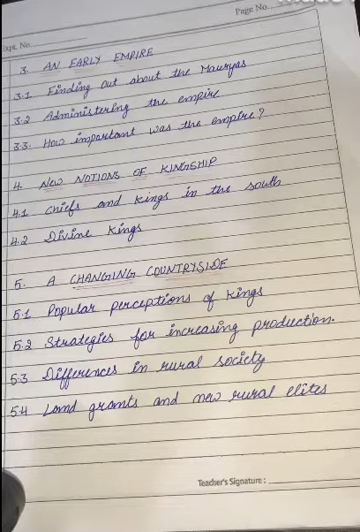 Page No.
Expt. No.
3. AN EARLY EMPIRE
3.1 Finding out about the Mauryas
3.2 Administering the empire
3.3. How important was the empire?
4. NEW NOTIONS OF KINGSHIP
4.1 Chiefs and kings in the south
4.2 Divine Kings
5. A CHANGING COUNTRYSIDE
5.1 Popular perceptions of kings
5.2 Strategies for increasing production.
5.3 Differences in rural society
5.4 Land grants and new rural elites
Teacher's Signature :